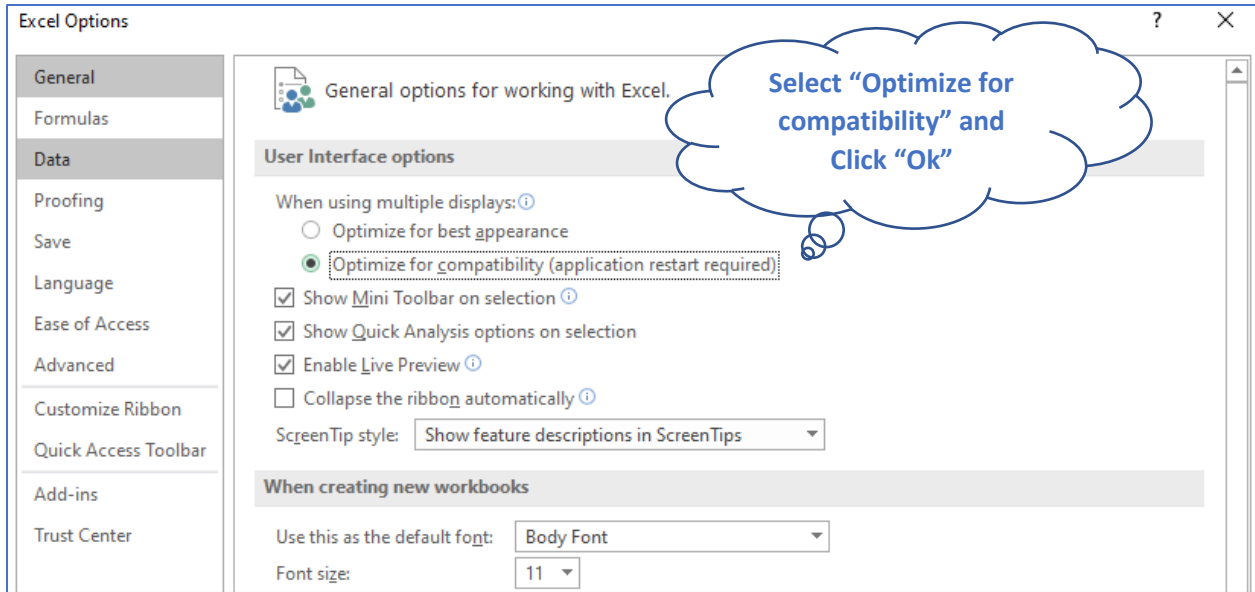 Excel Options
?
General
Formulas
Data
Proofing
Save
Language
Ease of Access
Advanced
Customize Ribbon
Quick Access Toolbar
Add-ins
Trust Center
General options for working with Excel.
User Interface options
When using multiple displays:
Optimize for best appearance
Optimize for compatibility (application restart required)
Show Mini Toolbar on selection
Show Quick Analysis options on selection
Enable Live Preview
Collapse the ribbon automatically
ScreenTip style: Show feature descriptions in ScreenTips
When creating new workbooks
Use this as the default font: Body Font
Font size: 11
Select “Optimize for
compatibility” and
Click “Ok”